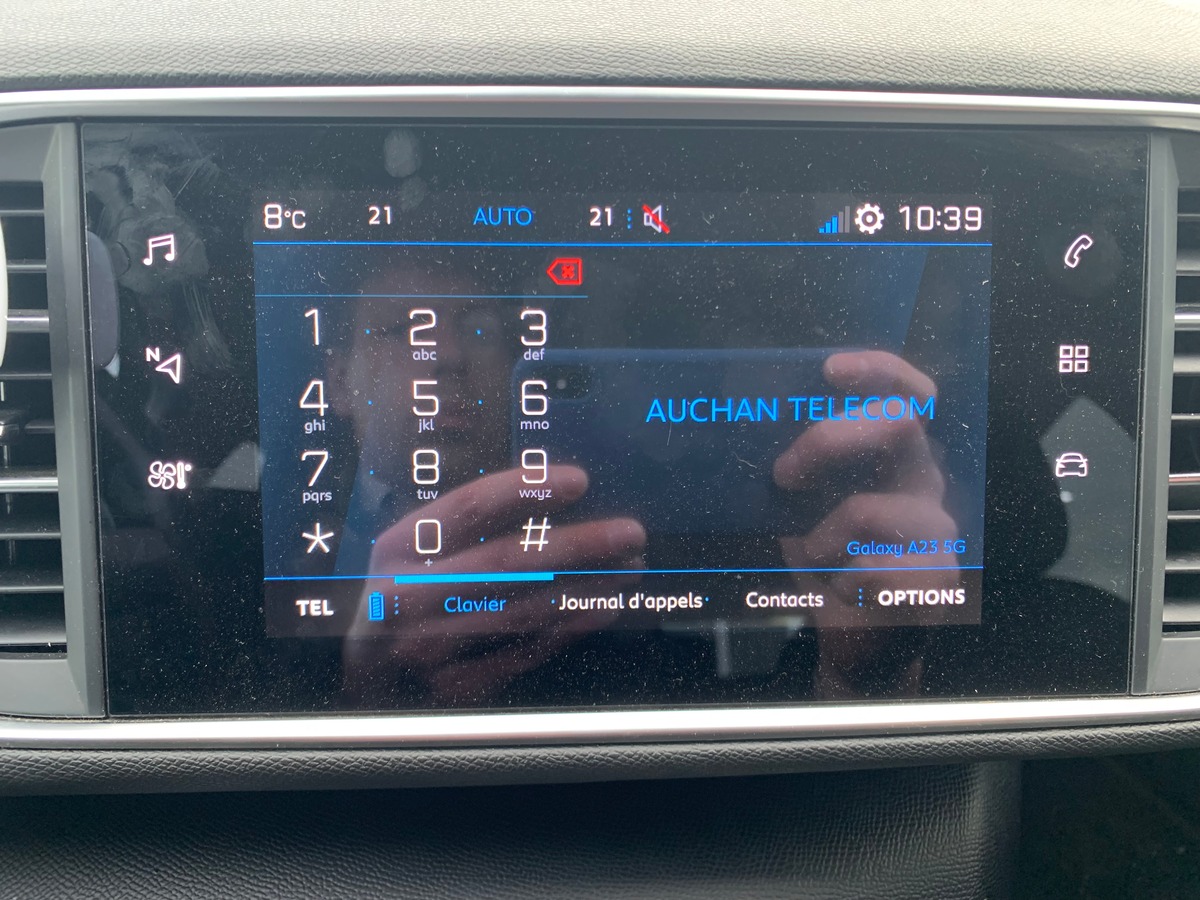 8°C 21 AUTO 21 10:39
N
1 2 3
abc def
4 5 6
ghi jkl mno
AUCHAN TELECOM
7 8 9
pqrs tuv wxyz
* 0 #
+
Galaxy A23 5G
TEL Clavier Journal d'appels Contacts OPTIONS